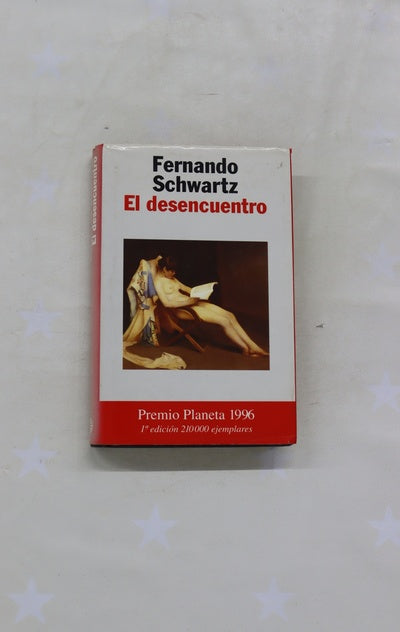 Fernando
Schwartz
El desencuentro
Premio Planeta 1996
1ª edición 210000 ejemplares
El desencuentro